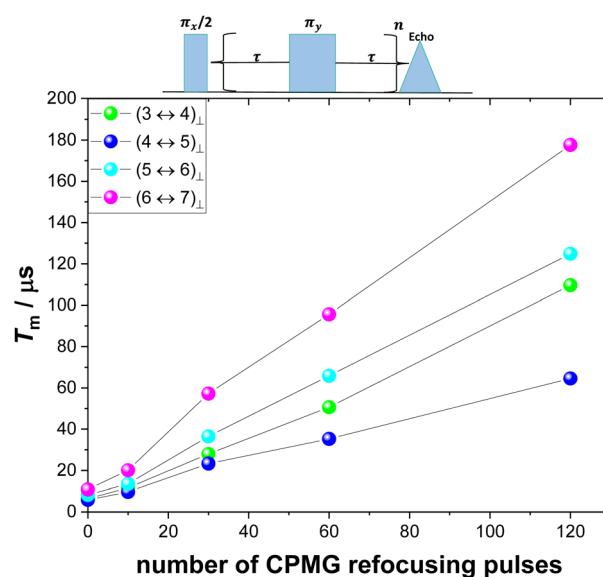 π_x/2 π_y n Echo
τ τ
T_m / μs
200
180
160
140
120
100
80
60
40
20
0
(3 ↔ 4)⊥
(4 ↔ 5)⊥
(5 ↔ 6)⊥
(6 ↔ 7)⊥
0 20 40 60 80 100 120
number of CPMG refocusing pulses